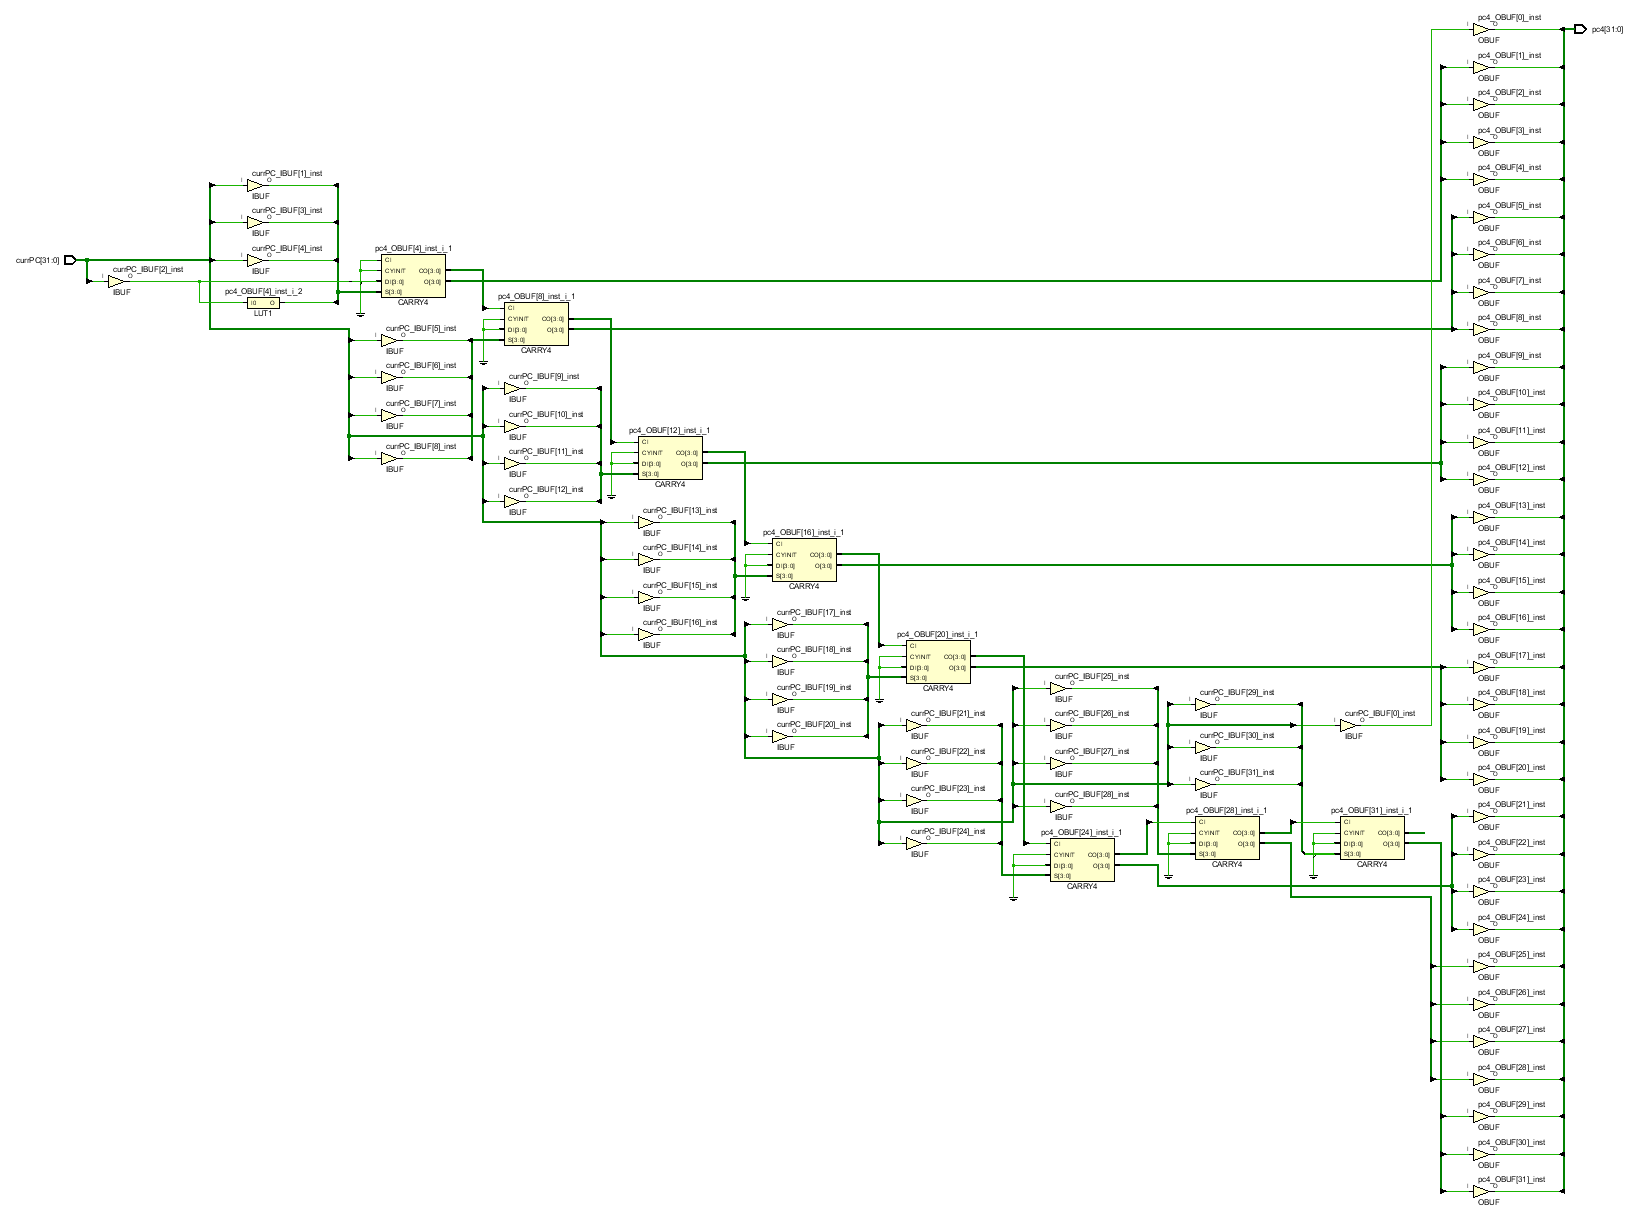 pc4_OBUF[0]_inst
I
O
OBUF
pc4[31:0]
pc4_OBUF[1]_inst
I
O
OBUF
pc4_OBUF[2]_inst
I
O
OBUF
pc4_OBUF[3]_inst
I
O
OBUF
pc4_OBUF[4]_inst
I
O
OBUF
pc4_OBUF[5]_inst
I
O
OBUF
pc4_OBUF[6]_inst
I
O
OBUF
pc4_OBUF[7]_inst
I
O
OBUF
pc4_OBUF[8]_inst
I
O
OBUF
pc4_OBUF[9]_inst
I
O
OBUF
pc4_OBUF[10]_inst
I
O
OBUF
pc4_OBUF[11]_inst
I
O
OBUF
pc4_OBUF[12]_inst
I
O
OBUF
pc4_OBUF[13]_inst
I
O
OBUF
pc4_OBUF[14]_inst
I
O
OBUF
pc4_OBUF[15]_inst
I
O
OBUF
pc4_OBUF[16]_inst
I
O
OBUF
pc4_OBUF[17]_inst
I
O
OBUF
pc4_OBUF[18]_inst
I
O
OBUF
pc4_OBUF[19]_inst
I
O
OBUF
pc4_OBUF[20]_inst
I
O
OBUF
pc4_OBUF[21]_inst
I
O
OBUF
pc4_OBUF[22]_inst
I
O
OBUF
pc4_OBUF[23]_inst
I
O
OBUF
pc4_OBUF[24]_inst
I
O
OBUF
pc4_OBUF[25]_inst
I
O
OBUF
pc4_OBUF[26]_inst
I
O
OBUF
pc4_OBUF[27]_inst
I
O
OBUF
pc4_OBUF[28]_inst
I
O
OBUF
pc4_OBUF[29]_inst
I
O
OBUF
pc4_OBUF[30]_inst
I
O
OBUF
pc4_OBUF[31]_inst
I
O
OBUF
currPC[31:0]
currPC_IBUF[1]_inst
I
O
IBUF
currPC_IBUF[3]_inst
I
O
IBUF
currPC_IBUF[4]_inst
I
O
IBUF
currPC_IBUF[2]_inst
I
O
IBUF
pc4_OBUF[4]_inst_i_2
I0
O
LUT1
pc4_OBUF[4]_inst_i_1
CI
CYINIT
DI[3:0]
S[3:0]
CO[3:0]
O[3:0]
CARRY4
pc4_OBUF[8]_inst_i_1
CI
CYINIT
DI[3:0]
S[3:0]
CO[3:0]
O[3:0]
CARRY4
currPC_IBUF[5]_inst
I
O
IBUF
currPC_IBUF[6]_inst
I
O
IBUF
currPC_IBUF[7]_inst
I
O
IBUF
currPC_IBUF[8]_inst
I
O
IBUF
currPC_IBUF[9]_inst
I
O
IBUF
currPC_IBUF[10]_inst
I
O
IBUF
currPC_IBUF[11]_inst
I
O
IBUF
currPC_IBUF[12]_inst
I
O
IBUF
pc4_OBUF[12]_inst_i_1
CI
CYINIT
DI[3:0]
S[3:0]
CO[3:0]
O[3:0]
CARRY4
currPC_IBUF[13]_inst
I
O
IBUF
currPC_IBUF[14]_inst
I
O
IBUF
currPC_IBUF[15]_inst
I
O
IBUF
currPC_IBUF[16]_inst
I
O
IBUF
pc4_OBUF[16]_inst_i_1
CI
CYINIT
DI[3:0]
S[3:0]
CO[3:0]
O[3:0]
CARRY4
currPC_IBUF[17]_inst
I
O
IBUF
currPC_IBUF[18]_inst
I
O
IBUF
currPC_IBUF[19]_inst
I
O
IBUF
currPC_IBUF[20]_inst
I
O
IBUF
pc4_OBUF[20]_inst_i_1
CI
CYINIT
DI[3:0]
S[3:0]
CO[3:0]
O[3:0]
CARRY4
currPC_IBUF[21]_inst
I
O
IBUF
currPC_IBUF[22]_inst
I
O
IBUF
currPC_IBUF[23]_inst
I
O
IBUF
currPC_IBUF[24]_inst
I
O
IBUF
currPC_IBUF[25]_inst
I
O
IBUF
currPC_IBUF[26]_inst
I
O
IBUF
currPC_IBUF[27]_inst
I
O
IBUF
currPC_IBUF[28]_inst
I
O
IBUF
pc4_OBUF[24]_inst_i_1
CI
CYINIT
DI[3:0]
S[3:0]
CO[3:0]
O[3:0]
CARRY4
currPC_IBUF[29]_inst
I
O
IBUF
currPC_IBUF[30]_inst
I
O
IBUF
currPC_IBUF[31]_inst
I
O
IBUF
pc4_OBUF[28]_inst_i_1
CI
CYINIT
DI[3:0]
S[3:0]
CO[3:0]
O[3:0]
CARRY4
currPC_IBUF[0]_inst
I
O
IBUF
pc4_OBUF[31]_inst_i_1
CI
CYINIT
DI[3:0]
S[3:0]
CO[3:0]
O[3:0]
CARRY4